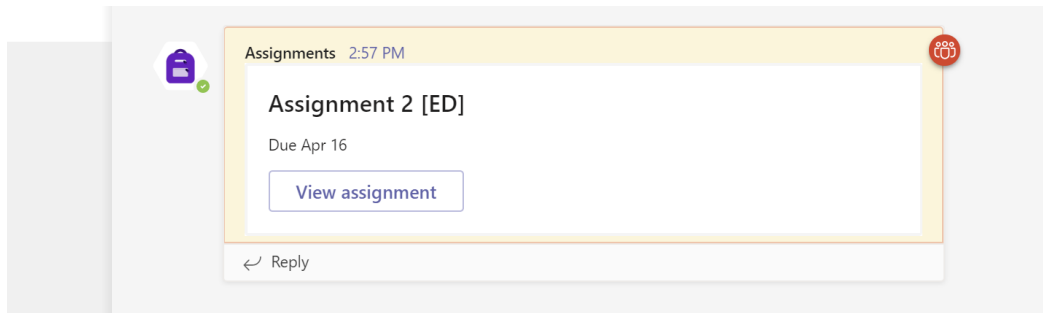 Assignments 2:57 PM
Assignment 2 [ED]
Due Apr 16
View assignment
Reply